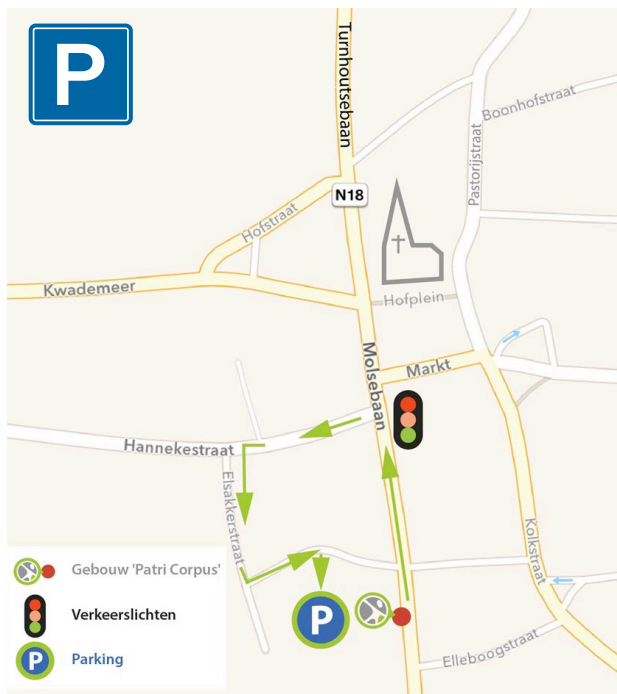 P
Turnhoutsebaan
Boonhofstraat
Pastorijstraat
N18
Hofstraat
Kwademeer
Hofplein
Molsebaan
Markt
Hannekestraat
Elsakkerstraat
Kolkstraat
P
Elleboogstraat
Gebouw 'Patri Corpus'
Verkeerslichten
P
Parking